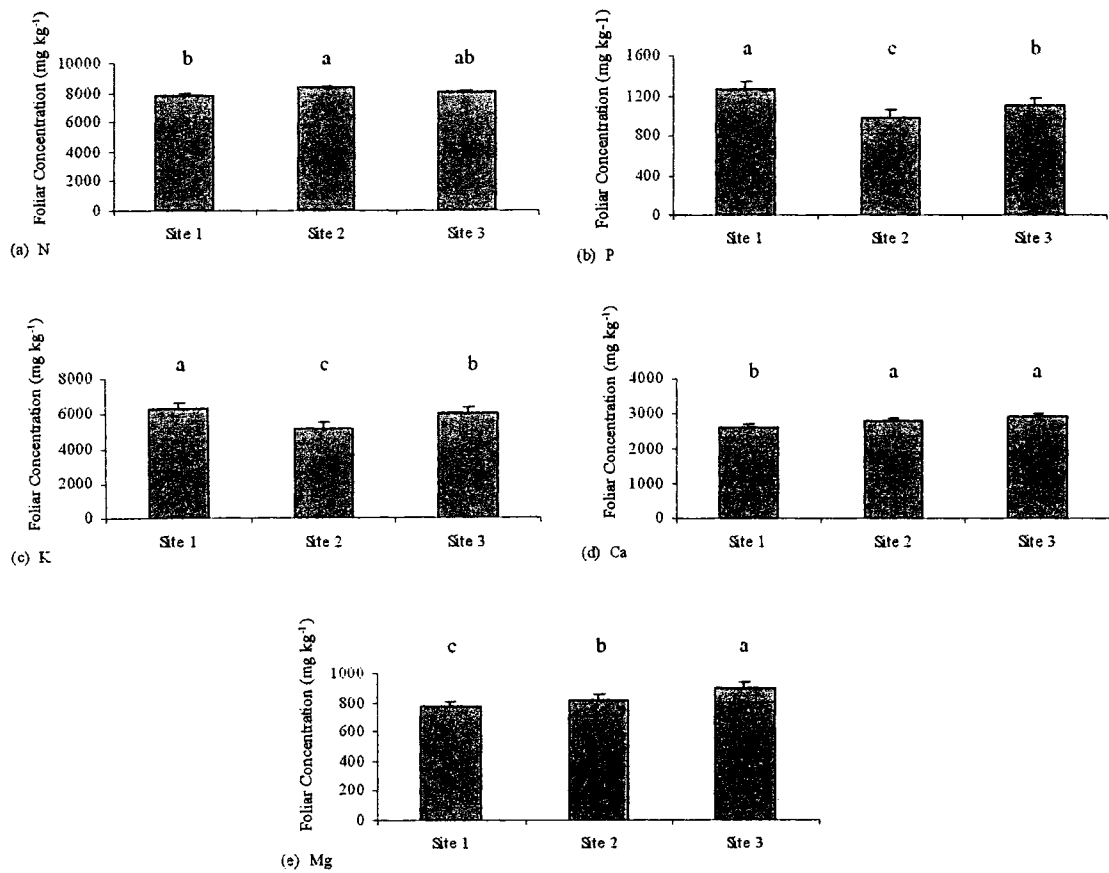 Foliar Concentration (mg kg⁻¹)
b a ab
10000
8000
6000
4000
2000
0
Site 1 Site 2 Site 3
(a) N
Foliar Concentration (mg kg-1)
a c b
1600
1200
800
400
0
Site 1 Site 2 Site 3
(b) P
Foliar Concentration (mg kg⁻¹)
a c b
8000
6000
4000
2000
0
Site 1 Site 2 Site 3
(c) K
Foliar Concentration (mg kg⁻¹)
b a a
4000
3000
2000
1000
0
Site 1 Site 2 Site 3
(d) Ca
Foliar Concentration (mg kg⁻¹)
c b a
1000
800
600
400
200
0
Site 1 Site 2 Site 3
(e) Mg